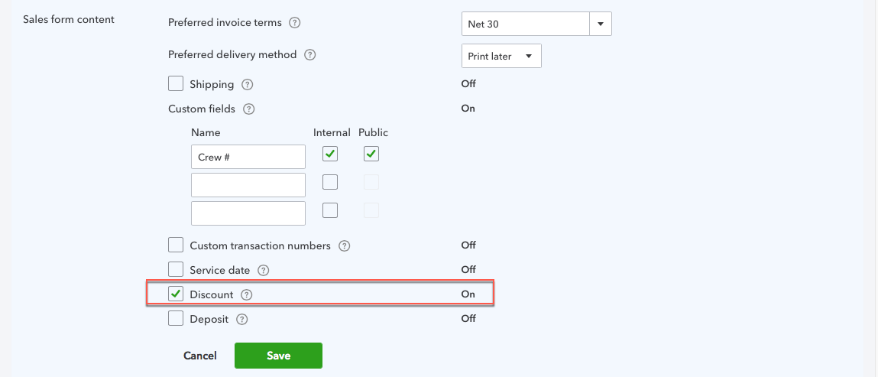 Sales form content
Preferred invoice terms ?
Net 30
Preferred delivery method ?
Print later
Shipping ? Off
Custom fields ? On
Name Internal Public
Crew #
Custom transaction numbers ? Off
Service date ? Off
Discount ? On
Deposit ? Off
Cancel Save